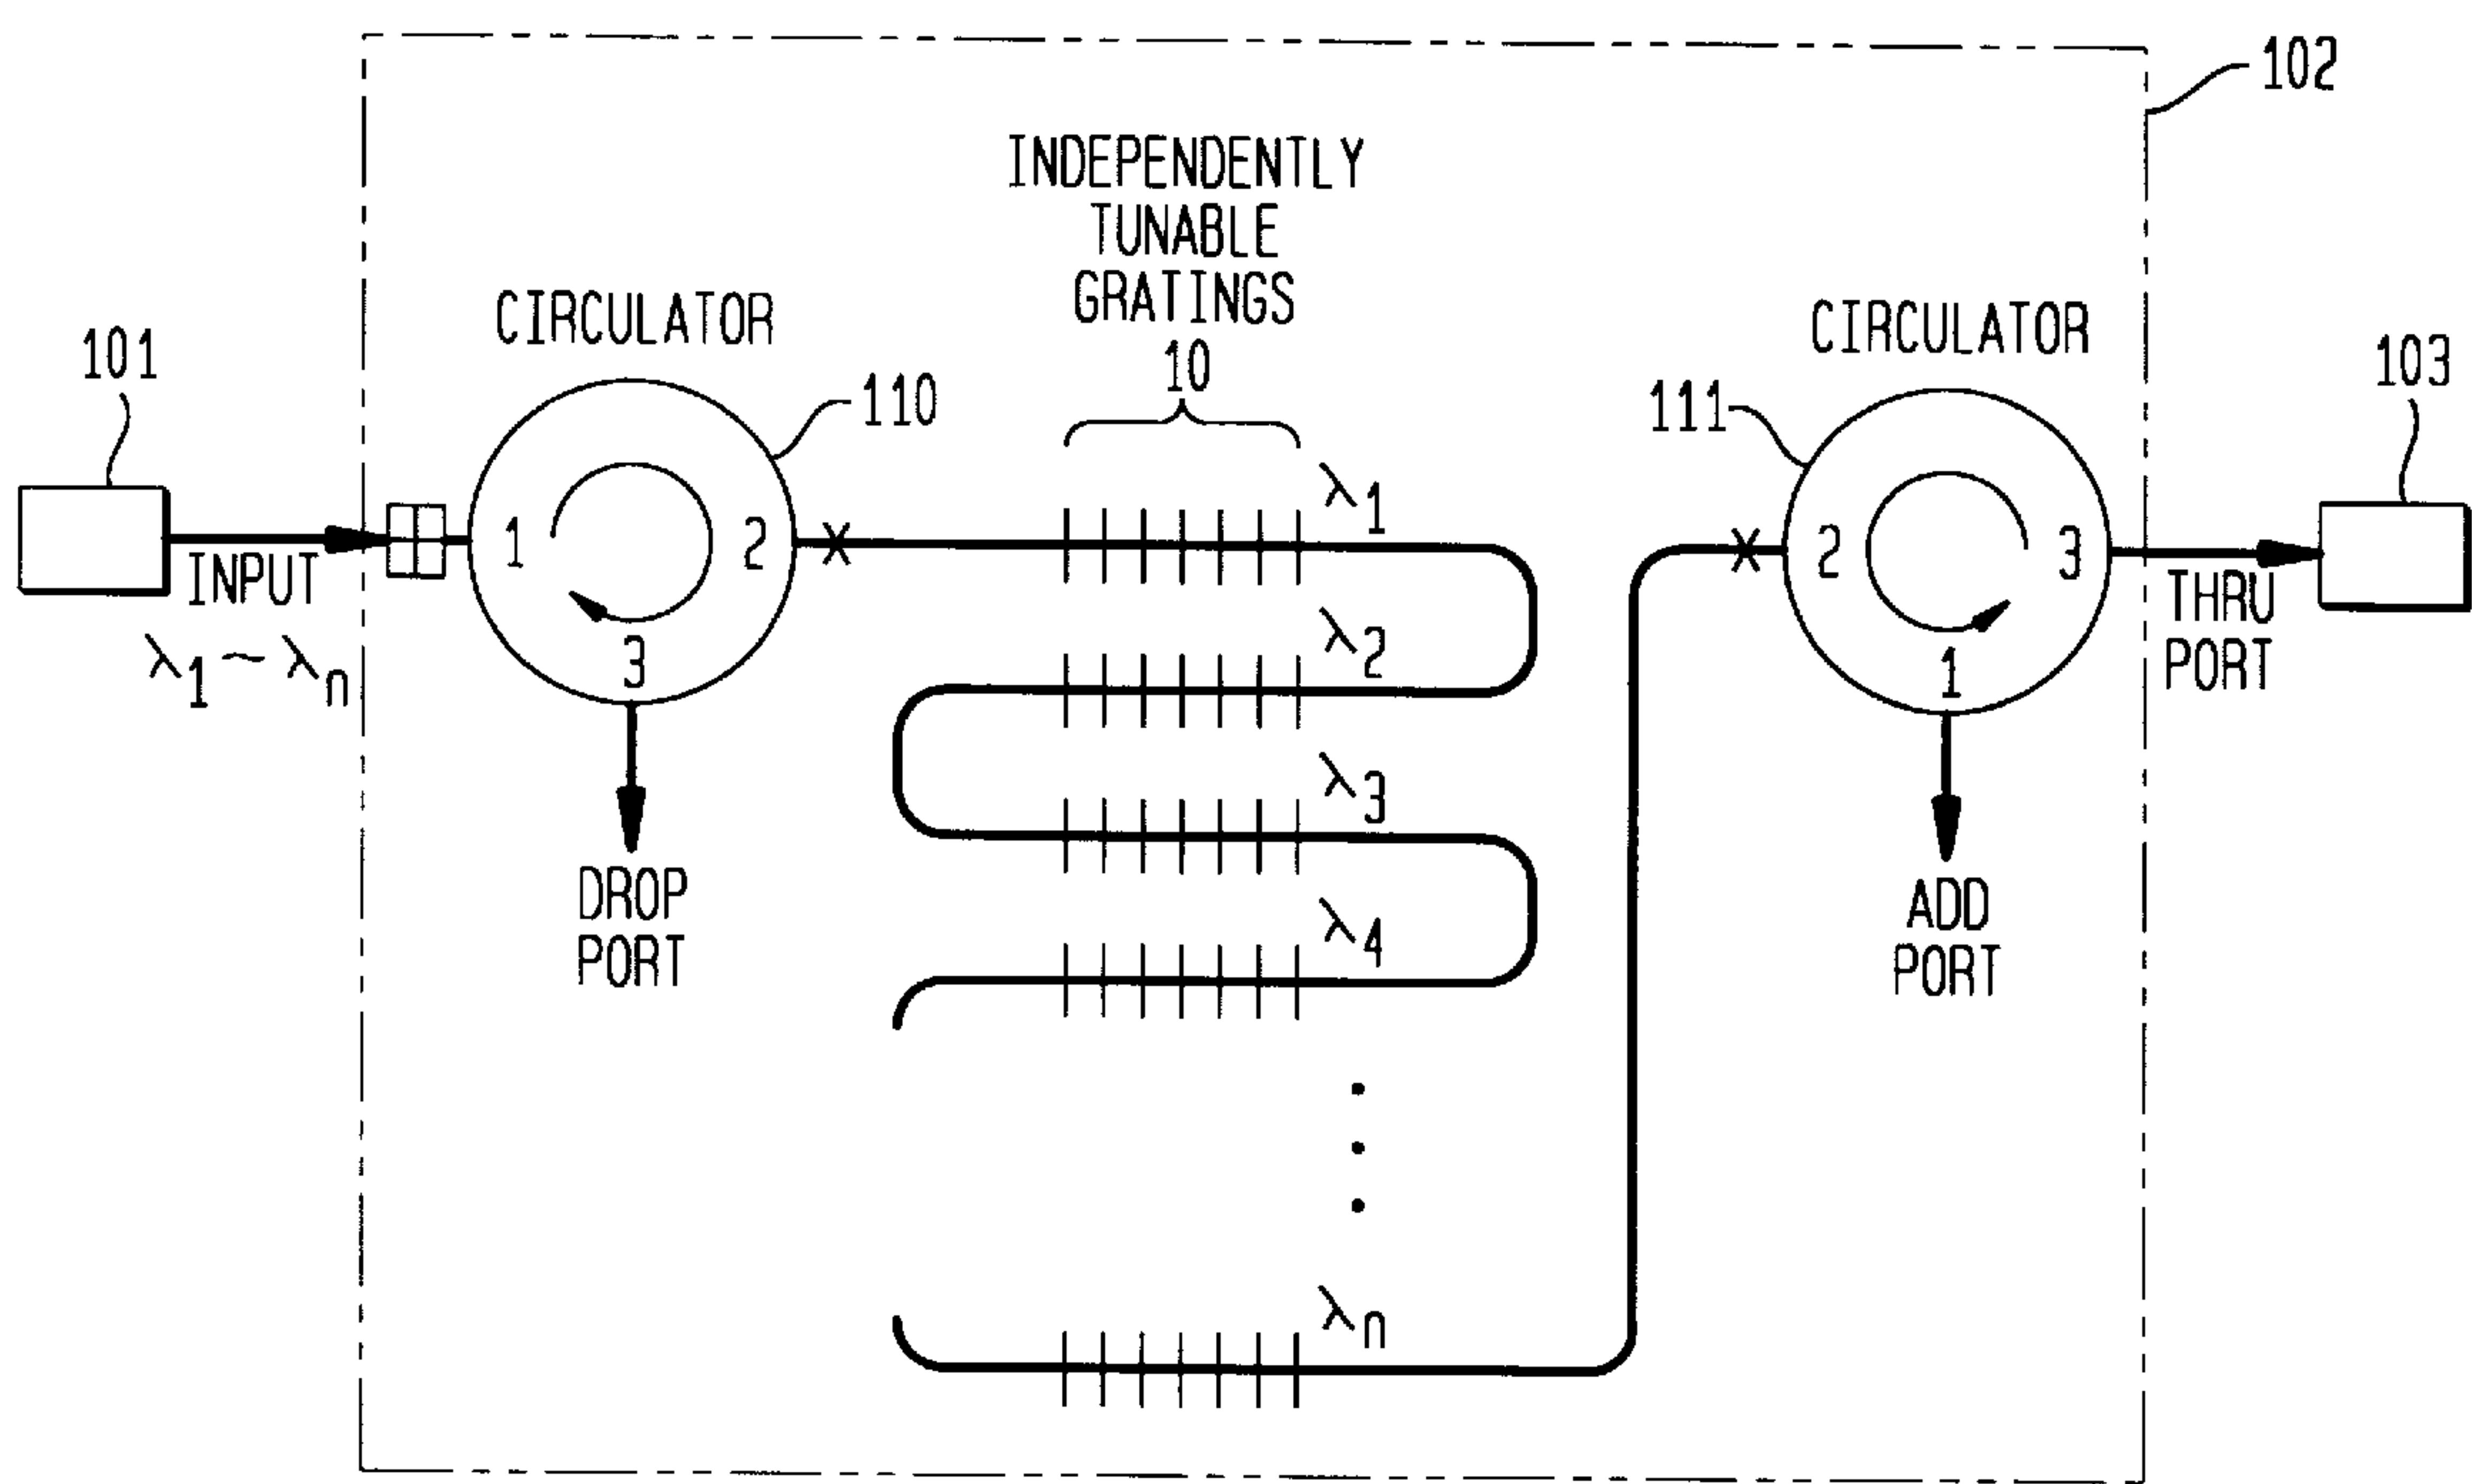 102
INDEPENDENTLY
TUNABLE
GRATINGS
10
CIRCULATOR
CIRCULATOR
101
110
111
103
λ1
1
2
2
3
INPUT
THRU
PORT
λ1 ~ λn
3
λ2
1
DROP
PORT
λ3
ADD
PORT
λ4
λn